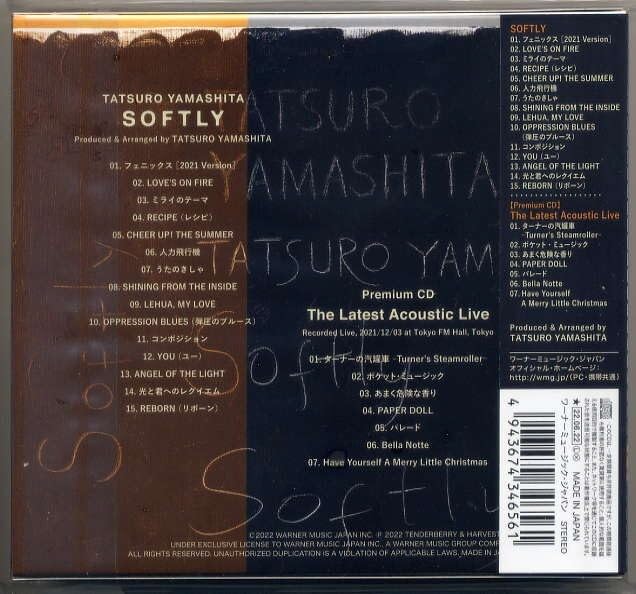 TATSURO YAMASHITA
SOFTLY
Produced & Arranged by TATSURO YAMASHITA
01. フェニックス [2021 Version]
02. LOVE'S ON FIRE
03. ミライのテーマ
04. RECIPE (レシピ)
05. CHEER UP! THE SUMMER
06. 人力飛行機
07. うたのきしゃ
08. SHINING FROM THE INSIDE
09. LEHUA, MY LOVE
10. OPPRESSION BLUES (弾圧のブルース)
11. コンポジション
12. YOU (ユー)
13. ANGEL OF THE LIGHT
14. 光と君へのレクイエム
15. REBORN (リボーン)
TATSURO
YAMASHITA
TATSURO YAM
Softly
Softly
Softly
Premium CD
The Latest Acoustic Live
Recorded Live, 2021/12/03 at Tokyo FM Hall, Tokyo
01. ターナーの汽罐車 -Turner's Steamroller-
02. ポケット・ミュージック
03. あまく危険な香り
04. PAPER DOLL
05. バレード
06. Bella Notte
07. Have Yourself A Merry Little Christmas
©2022 WARNER MUSIC JAPAN INC. ℗ 2022 TENDERBERRY & HARVEST
UNDER EXCLUSIVE LICENSE TO WARNER MUSIC JAPAN INC., A WARNER MUSIC GROUP COMP
ALL RIGHTS RESERVED. UNAUTHORIZED DUPLICATION IS A VIOLATION OF APPLICABLE LAWS. MADE IN JA
SOFTLY
01. フェニックス [2021 Version]
02. LOVE'S ON FIRE
03. ミライのテーマ
04. RECIPE (レシピ)
05. CHEER UP! THE SUMMER
06. 人力飛行機
07. うたのきしゃ
08. SHINING FROM THE INSIDE
09. LEHUA, MY LOVE
10. OPPRESSION BLUES
(弾圧のブルース)
11. コンポジション
12. YOU (ユー)
13. ANGEL OF THE LIGHT
14. 光と君へのレクイエム
15. REBORN (リボーン)
[Premium CD]
The Latest Acoustic Live
01. ターナーの汽罐車
-Turner's Steamroller-
02. ポケット・ミュージック
03. あまく危険な香り
04. PAPER DOLL
05. パレード
06. Bella Notte
07. Have Yourself
A Merry Little Christmas
Produced & Arranged by
TATSURO YAMASHITA
ワーナーミュージック・ジャパン
オフィシャル・ホームページ:
http://wmg.jp/(PC・携帯共通)
★22.06.22 MADE IN JAPAN
ワーナーミュージック・ジャパン STEREO
4943674346561